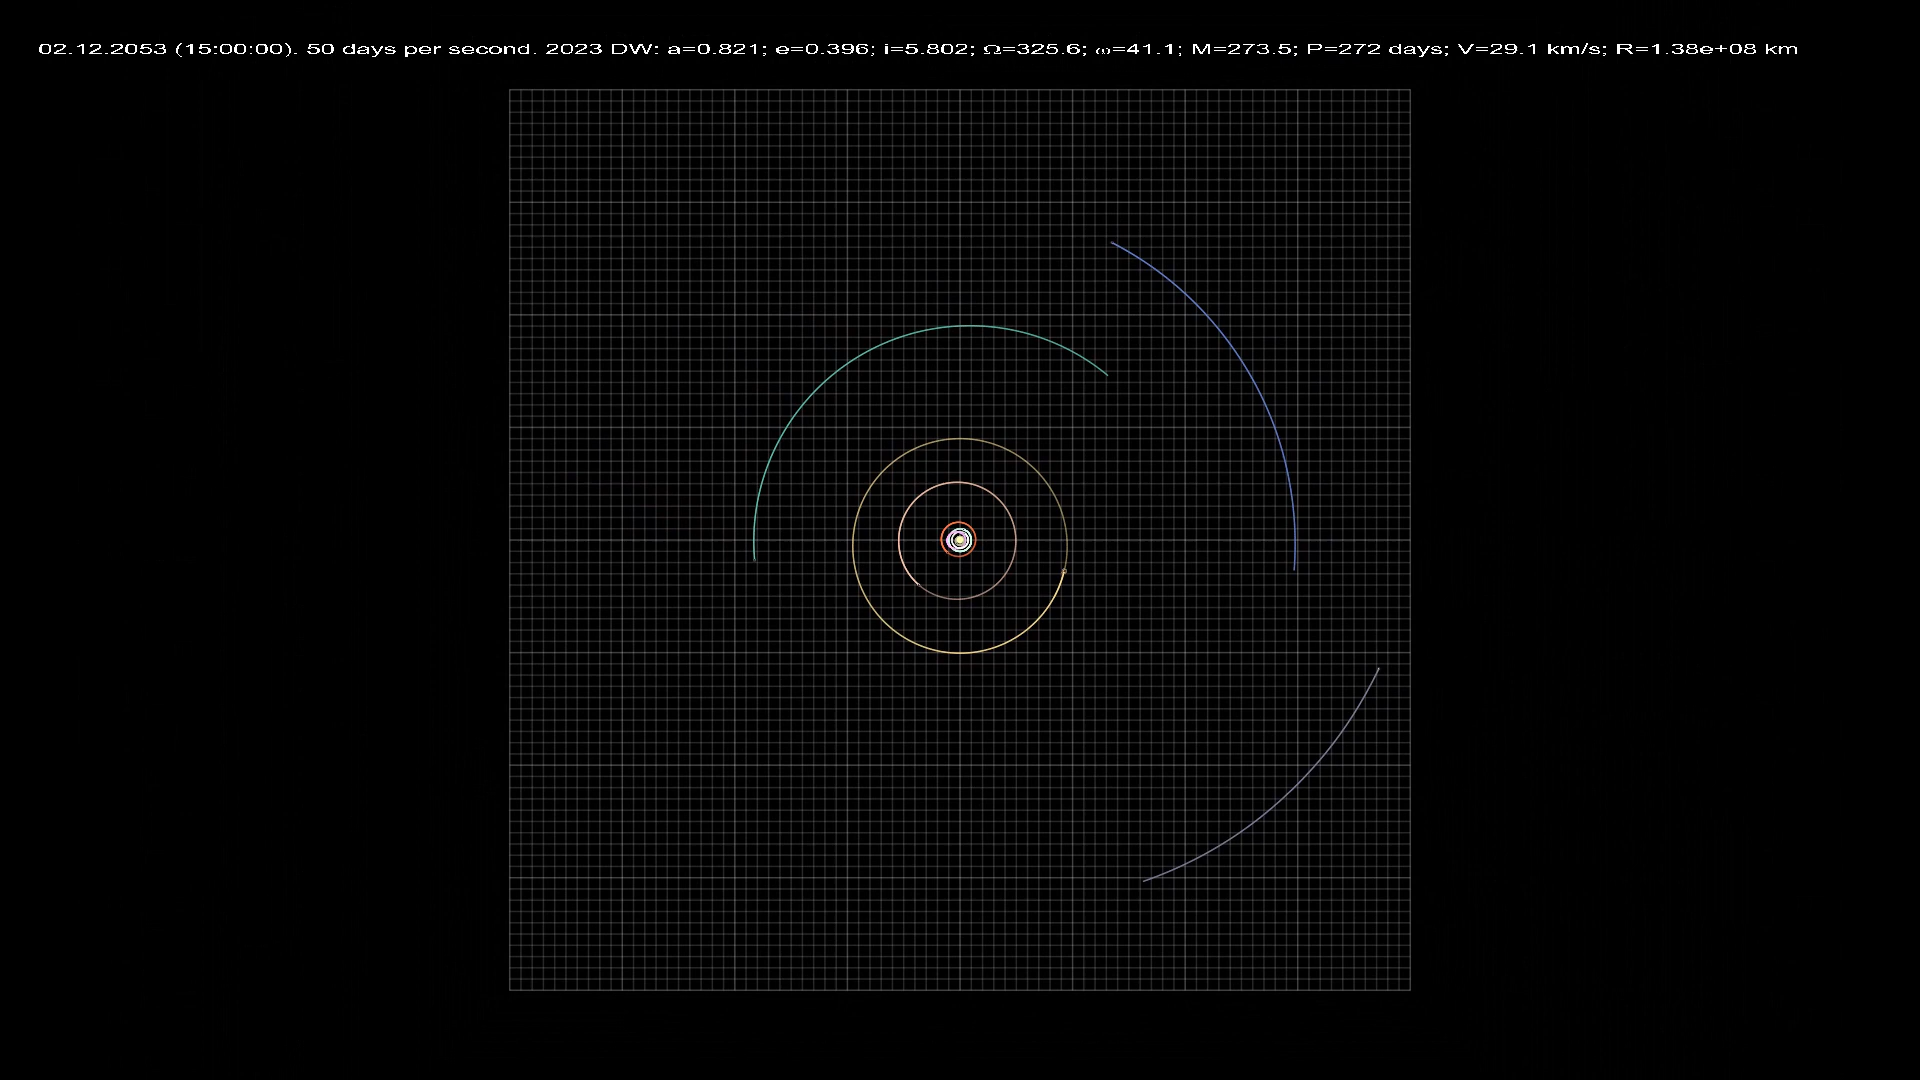 02.12.2053 (15:00:00). 50 days per second. 2023 DW: a=0.821; e=0.396; i=5.802; Ω=325.6; ω=41.1; M=273.5; P=272 days; V=29.1 km/s; R=1.38e+08 km